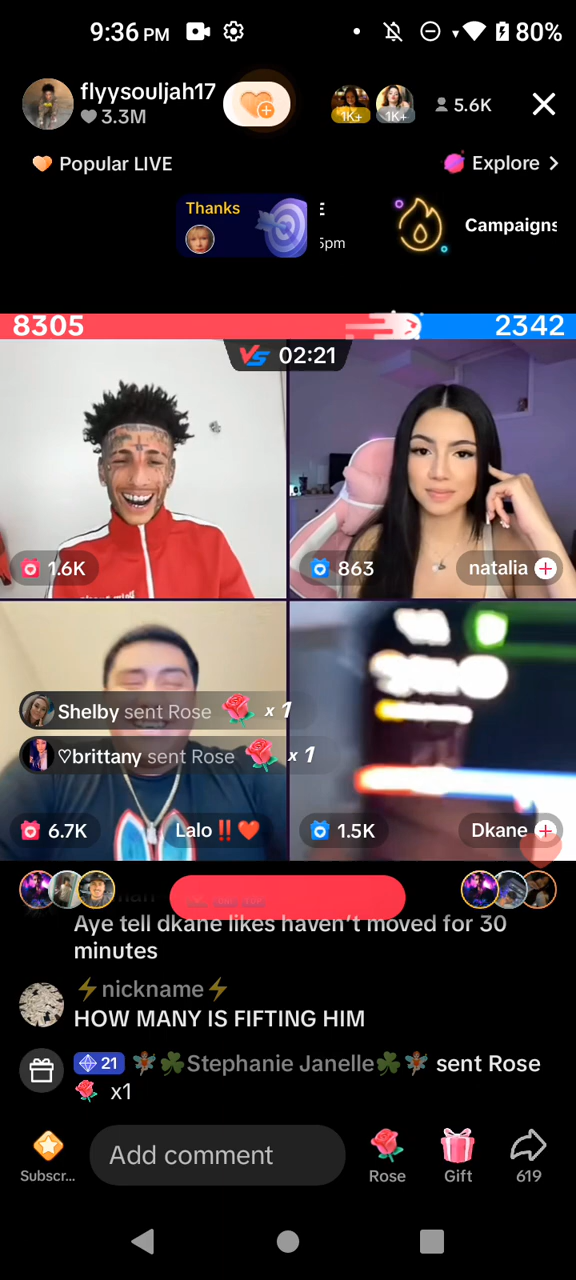 9:36 PM
80%
flyysouljah17
3.3M
1K+
1K+
5.6K
Popular LIVE
Explore >
Thanks
E
5pm
Campaigns
8305
2342
VS 02:21
1.6K
863
natalia +
Shelby sent Rose x 1
♡brittany sent Rose x 1
6.7K
Lalo‼️❤️
1.5K
Dkane +
Aye tell dkane likes haven't moved for 30
minutes
⚡nickname⚡
HOW MANY IS FIFTING HIM
21 🧚🏽☘️Stephanie Janelle☘️🧚🏽 sent Rose
🌹 x1
Subscr...
Add comment
Rose
Gift
619